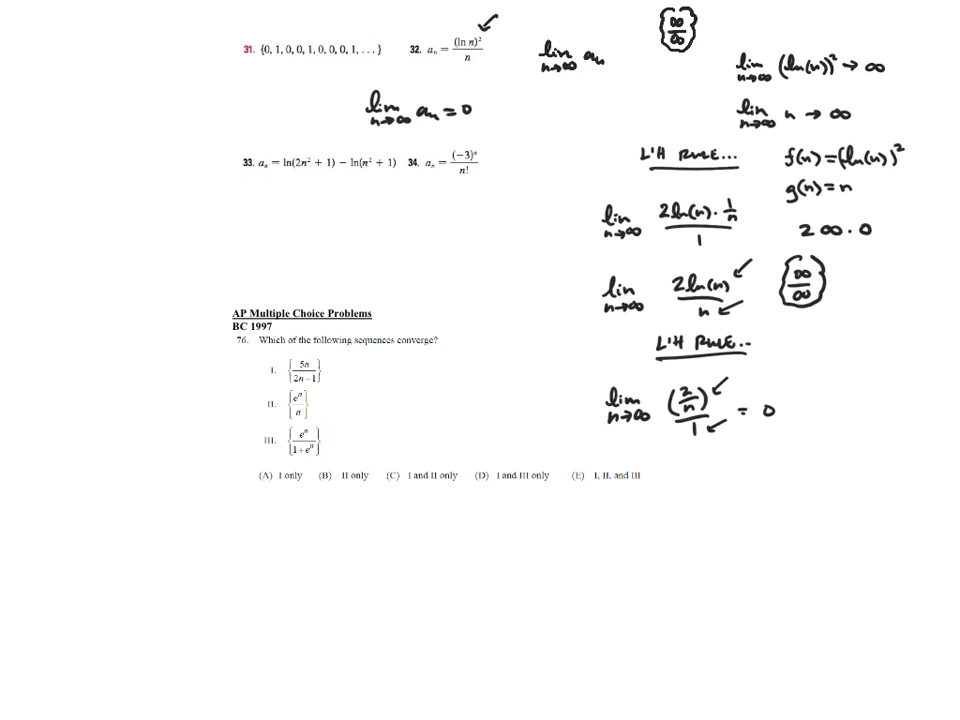 31. {0, 1, 0, 0, 1, 0, 0, 0, 1, . . . }
32. aₙ = (ln n)² / n
lim n→∞ aₙ
{∞/∞}
lim n→∞ (ln(n))² → ∞
lim n→∞ n → ∞
lim n→∞ aₙ = 0
33. aₙ = ln(2n² + 1) − ln(n² + 1)
34. aₙ = (−3)ⁿ / n!
L'H RULE...
f(n) = (ln(n))²
g(n) = n
lim n→∞ 2ln(n) · 1/n / 1
2 ∞ · 0
lim n→∞ 2ln(n) / n
{∞/∞}
L'H RULE...
lim n→∞ (2/n) / 1 = 0
AP Multiple Choice Problems
BC 1997
76. Which of the following sequences converge?
I. {5n / 2n−1}
II. {eⁿ / n}
III. {eⁿ / 1+eⁿ}
(A) I only (B) II only (C) I and II only (D) I and III only (E) I, II, and III